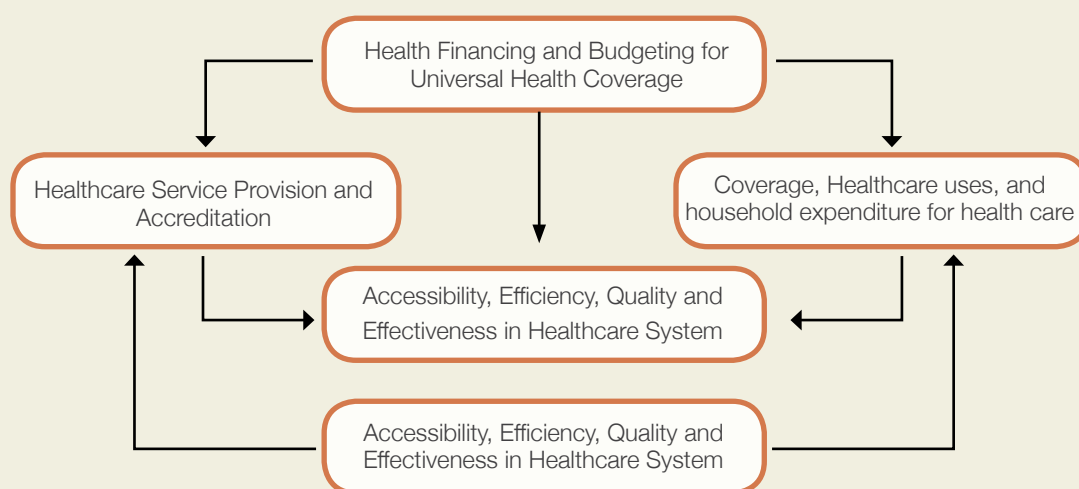 Health Financing and Budgeting for
Universal Health Coverage
Healthcare Service Provision and
Accreditation
Coverage, Healthcare uses, and
household expenditure for health care
Accessibility, Efficiency, Quality and
Effectiveness in Healthcare System
Accessibility, Efficiency, Quality and
Effectiveness in Healthcare System